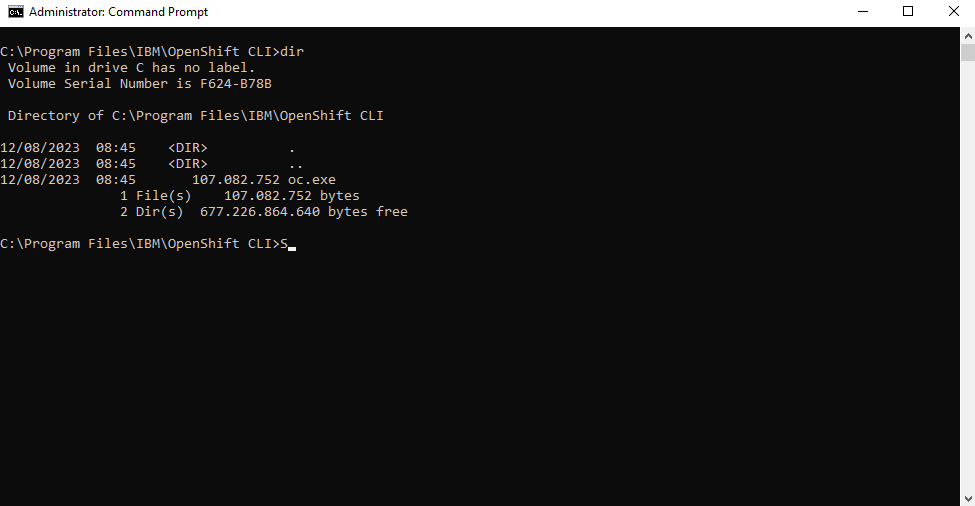 Administrator: Command Prompt
C:\Program Files\IBM\OpenShift CLI>dir
 Volume in drive C has no label.
 Volume Serial Number is F624-B78B
 Directory of C:\Program Files\IBM\OpenShift CLI
12/08/2023  08:45    <DIR>          .
12/08/2023  08:45    <DIR>          ..
12/08/2023  08:45       107.082.752 oc.exe
               1 File(s)    107.082.752 bytes
               2 Dir(s)  677.226.864.640 bytes free
C:\Program Files\IBM\OpenShift CLI>S